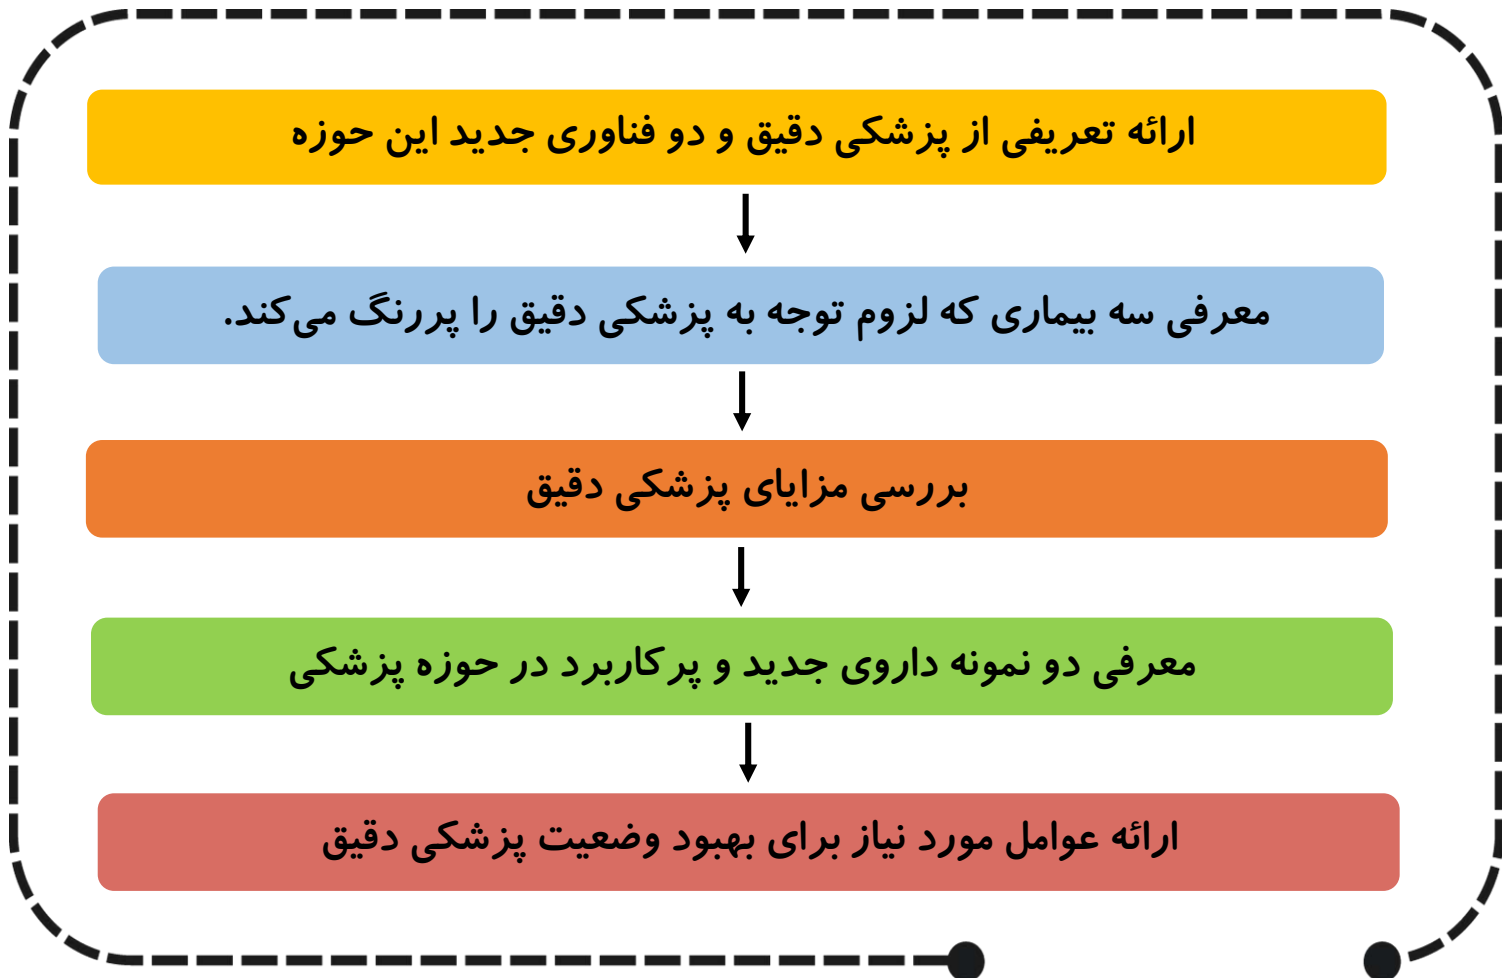 ارائه تعریفی از پزشکی دقیق و دو فناوری جدید این حوزه
معرفی سه بیماری که لزوم توجه به پزشکی دقیق را پررنگ می‌کند.
بررسی مزایای پزشکی دقیق
معرفی دو نمونه داروی جدید و پرکاربرد در حوزه پزشکی
ارائه عوامل مورد نیاز برای بهبود وضعیت پزشکی دقیق